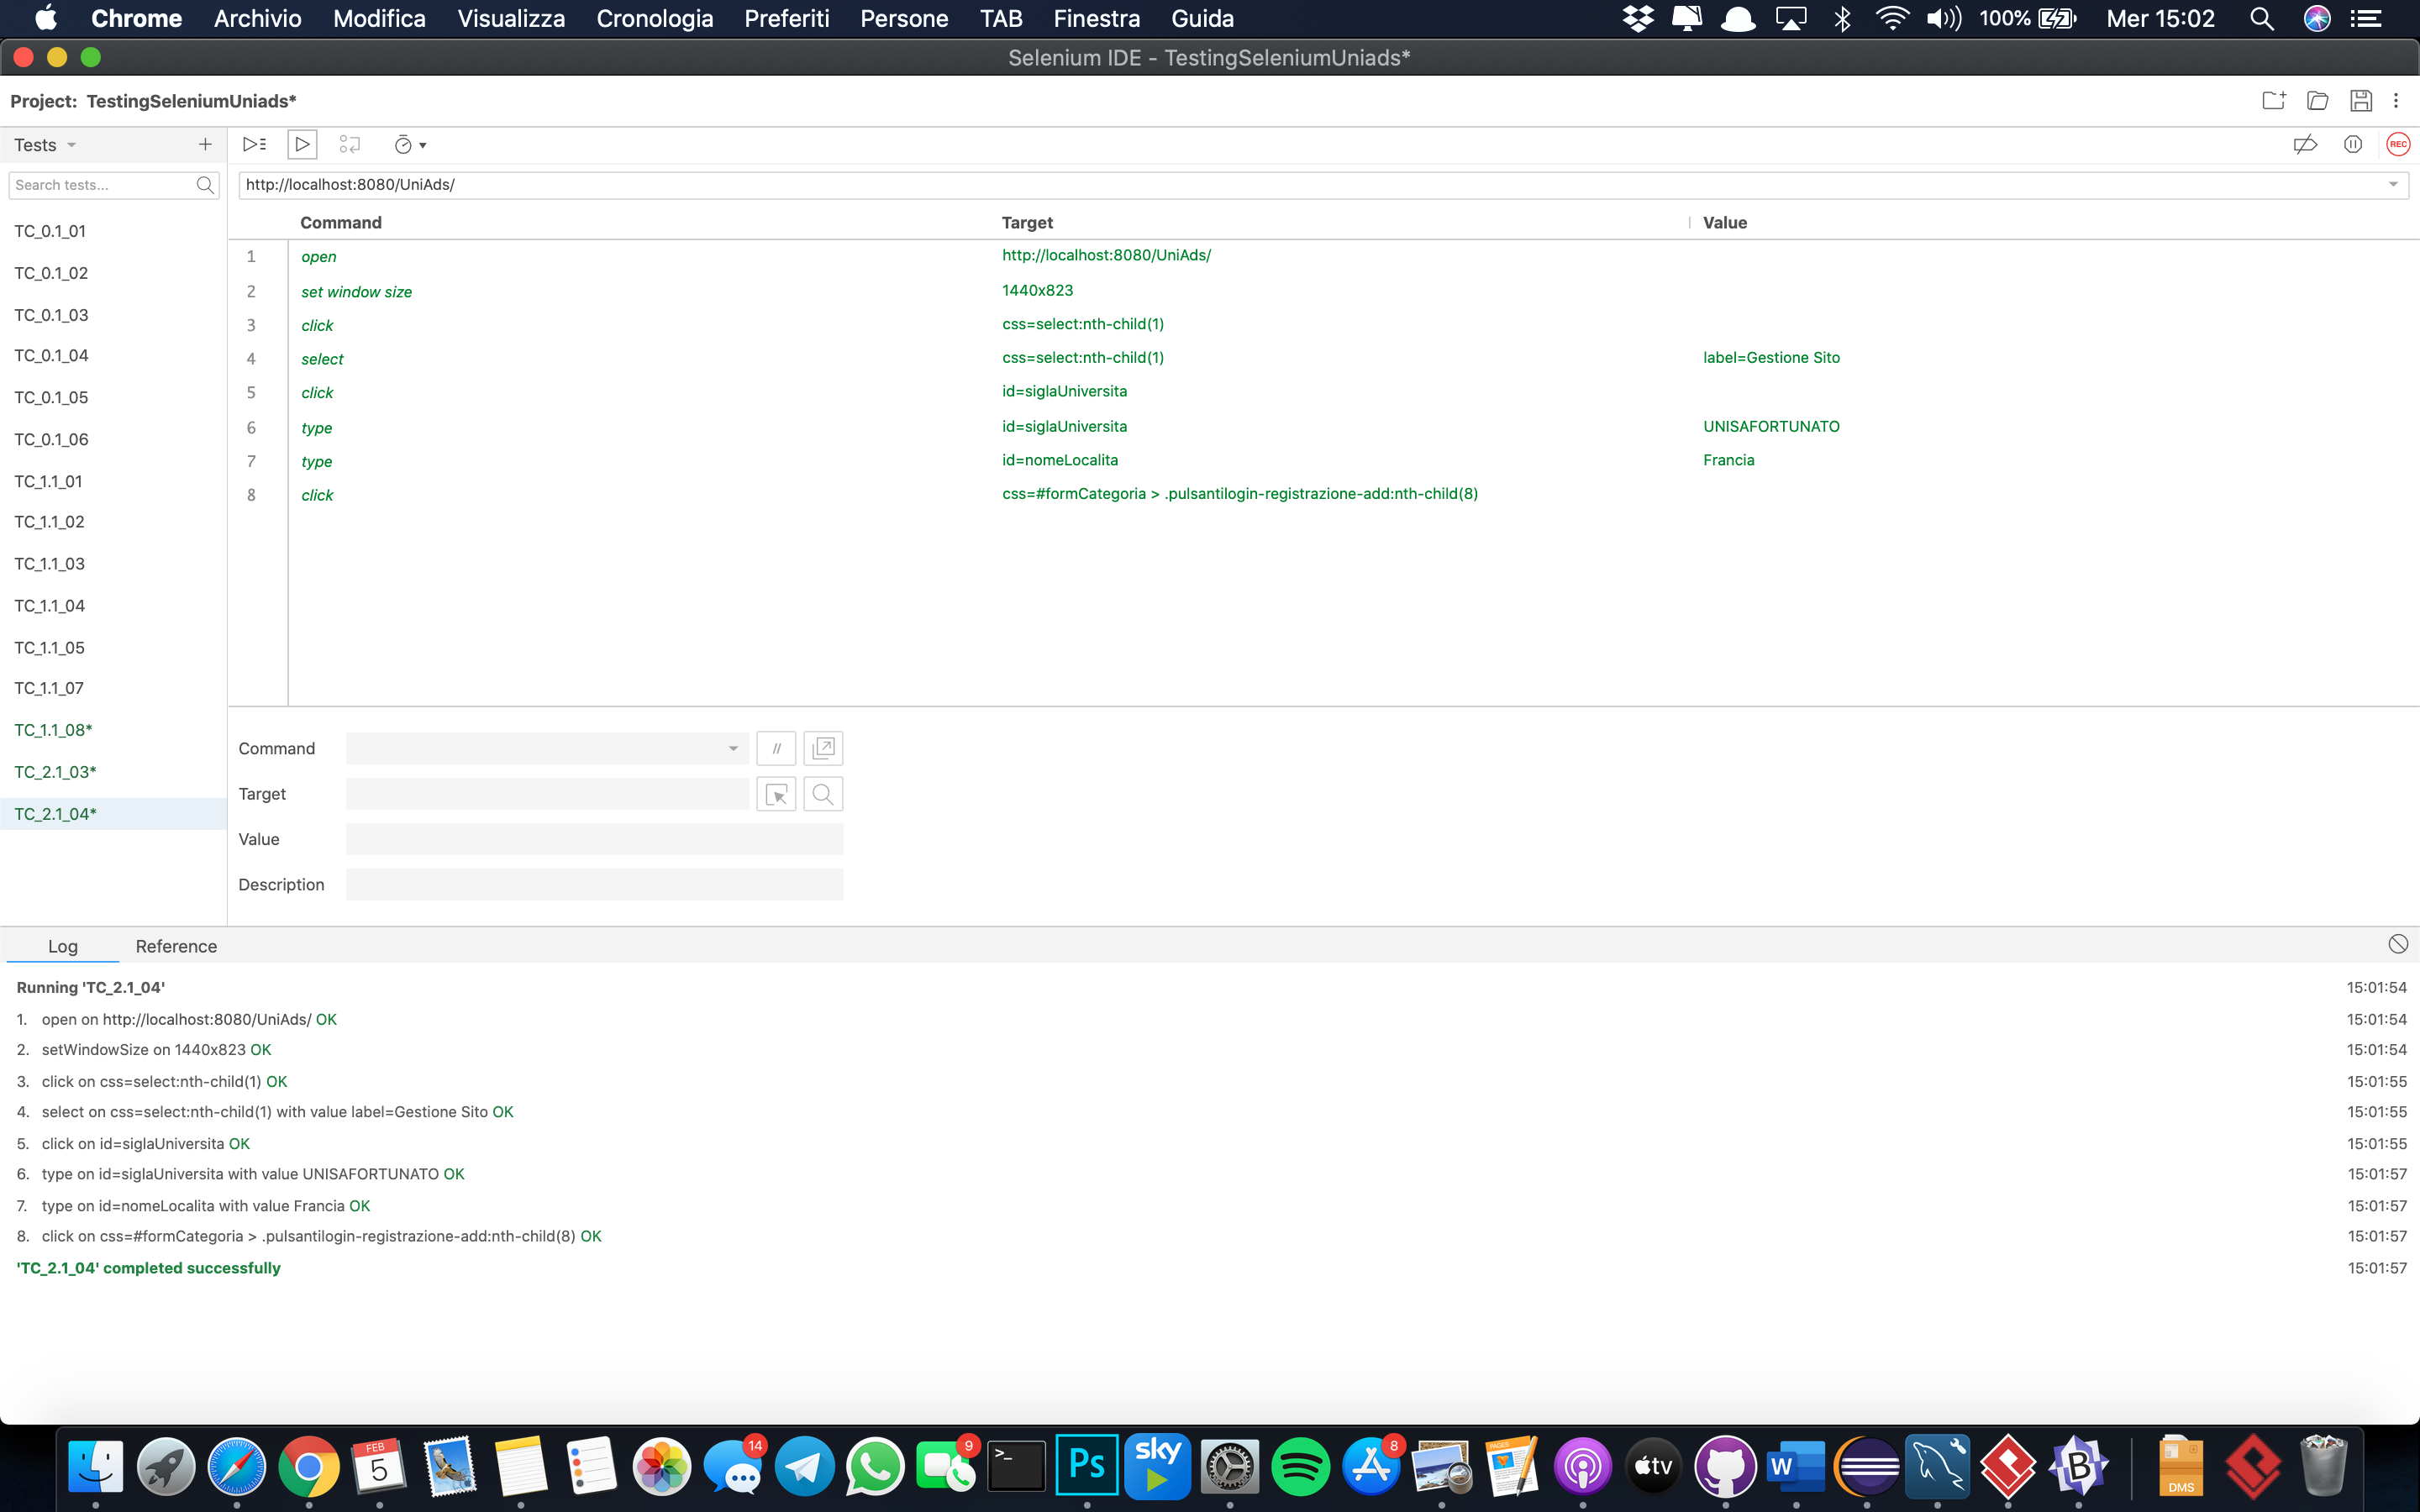 Chrome Archivio Modifica Visualizza Cronologia Preferiti Persone TAB Finestra Guida 100% Mer 15:02
Selenium IDE - TestingSeleniumUniads*
Project: TestingSeleniumUniads*
Tests
REC
Search tests...
http://localhost:8080/UniAds/
TC_0.1_01
TC_0.1_02
TC_0.1_03
TC_0.1_04
TC_0.1_05
TC_0.1_06
TC_1.1_01
TC_1.1_02
TC_1.1_03
TC_1.1_04
TC_1.1_05
TC_1.1_07
TC_1.1_08*
TC_2.1_03*
TC_2.1_04*
Command Target Value
1 open http://localhost:8080/UniAds/
2 set window size 1440x823
3 click css=select:nth-child(1)
4 select css=select:nth-child(1) label=Gestione Sito
5 click id=siglaUniversita
6 type id=siglaUniversita UNISAFORTUNATO
7 type id=nomeLocalita Francia
8 click css=#formCategoria > .pulsantilogin-registrazione-add:nth-child(8)
Command //
Target
Value
Description
Log Reference
Running 'TC_2.1_04' 15:01:54
1. open on http://localhost:8080/UniAds/ OK 15:01:54
2. setWindowSize on 1440x823 OK 15:01:54
3. click on css=select:nth-child(1) OK 15:01:55
4. select on css=select:nth-child(1) with value label=Gestione Sito OK 15:01:55
5. click on id=siglaUniversita OK 15:01:55
6. type on id=siglaUniversita with value UNISAFORTUNATO OK 15:01:57
7. type on id=nomeLocalita with value Francia OK 15:01:57
8. click on css=#formCategoria > .pulsantilogin-registrazione-add:nth-child(8) OK 15:01:57
'TC_2.1_04' completed successfully 15:01:57
FEB
5
14
9
>_
Ps
sky
8
PAGES
tv
W
B
DMS